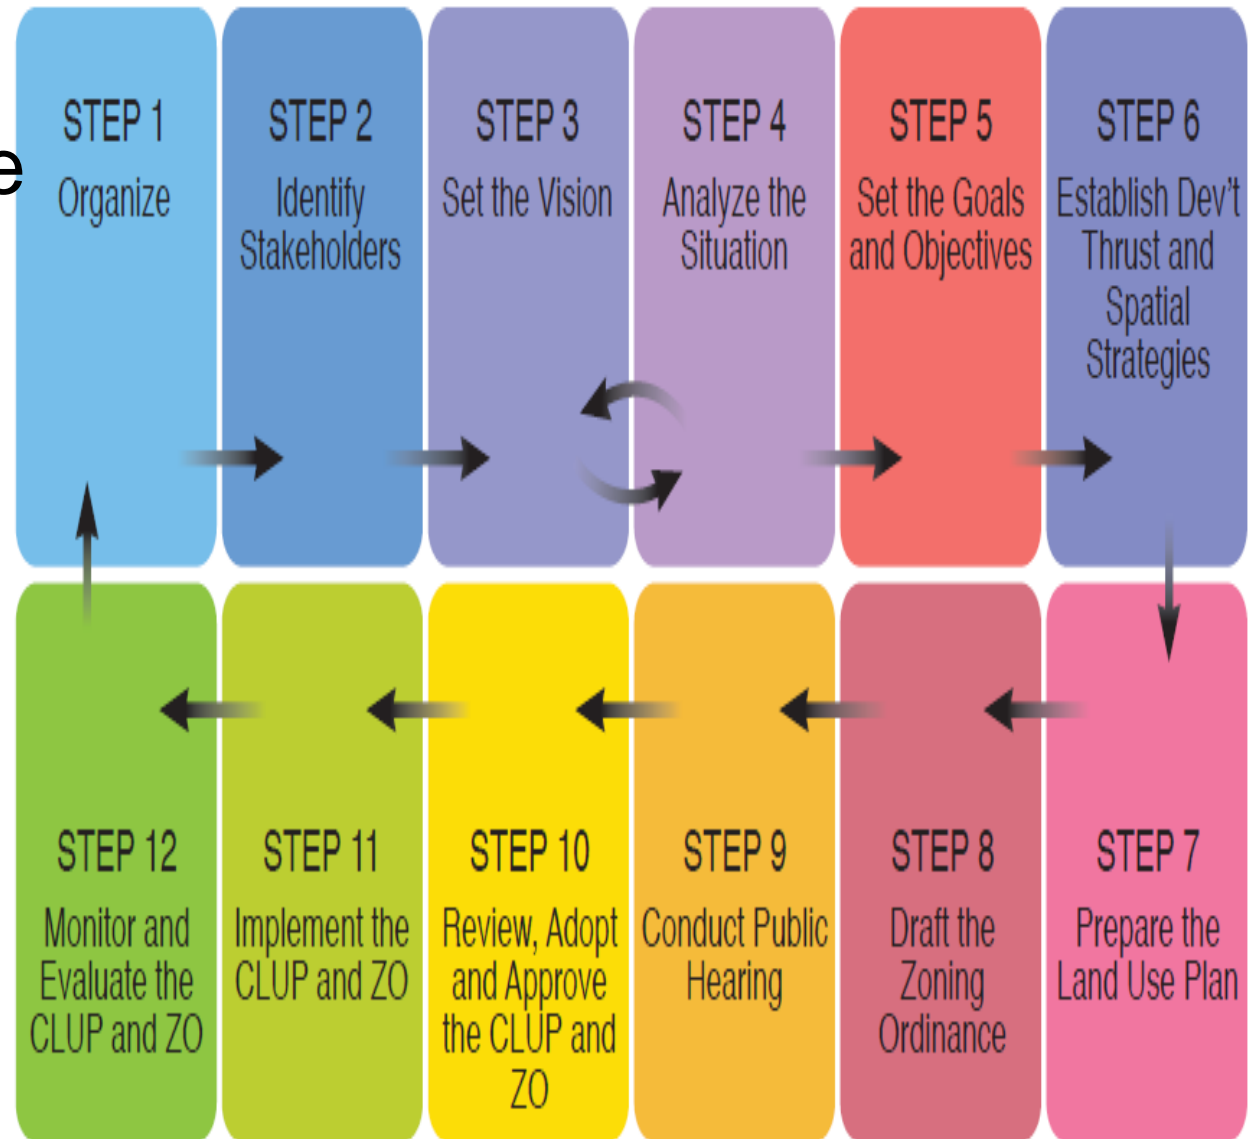 e
STEP 1
Organize
STEP 2
Identify
Stakeholders
STEP 3
Set the Vision
STEP 4
Analyze the
Situation
STEP 5
Set the Goals
and Objectives
STEP 6
Establish Dev't
Thrust and
Spatial
Strategies
STEP 12
Monitor and
Evaluate the
CLUP and ZO
STEP 11
Implement the
CLUP and ZO
STEP 10
Review, Adopt
and Approve
the CLUP and
ZO
STEP 9
Conduct Public
Hearing
STEP 8
Draft the
Zoning
Ordinance
STEP 7
Prepare the
Land Use Plan